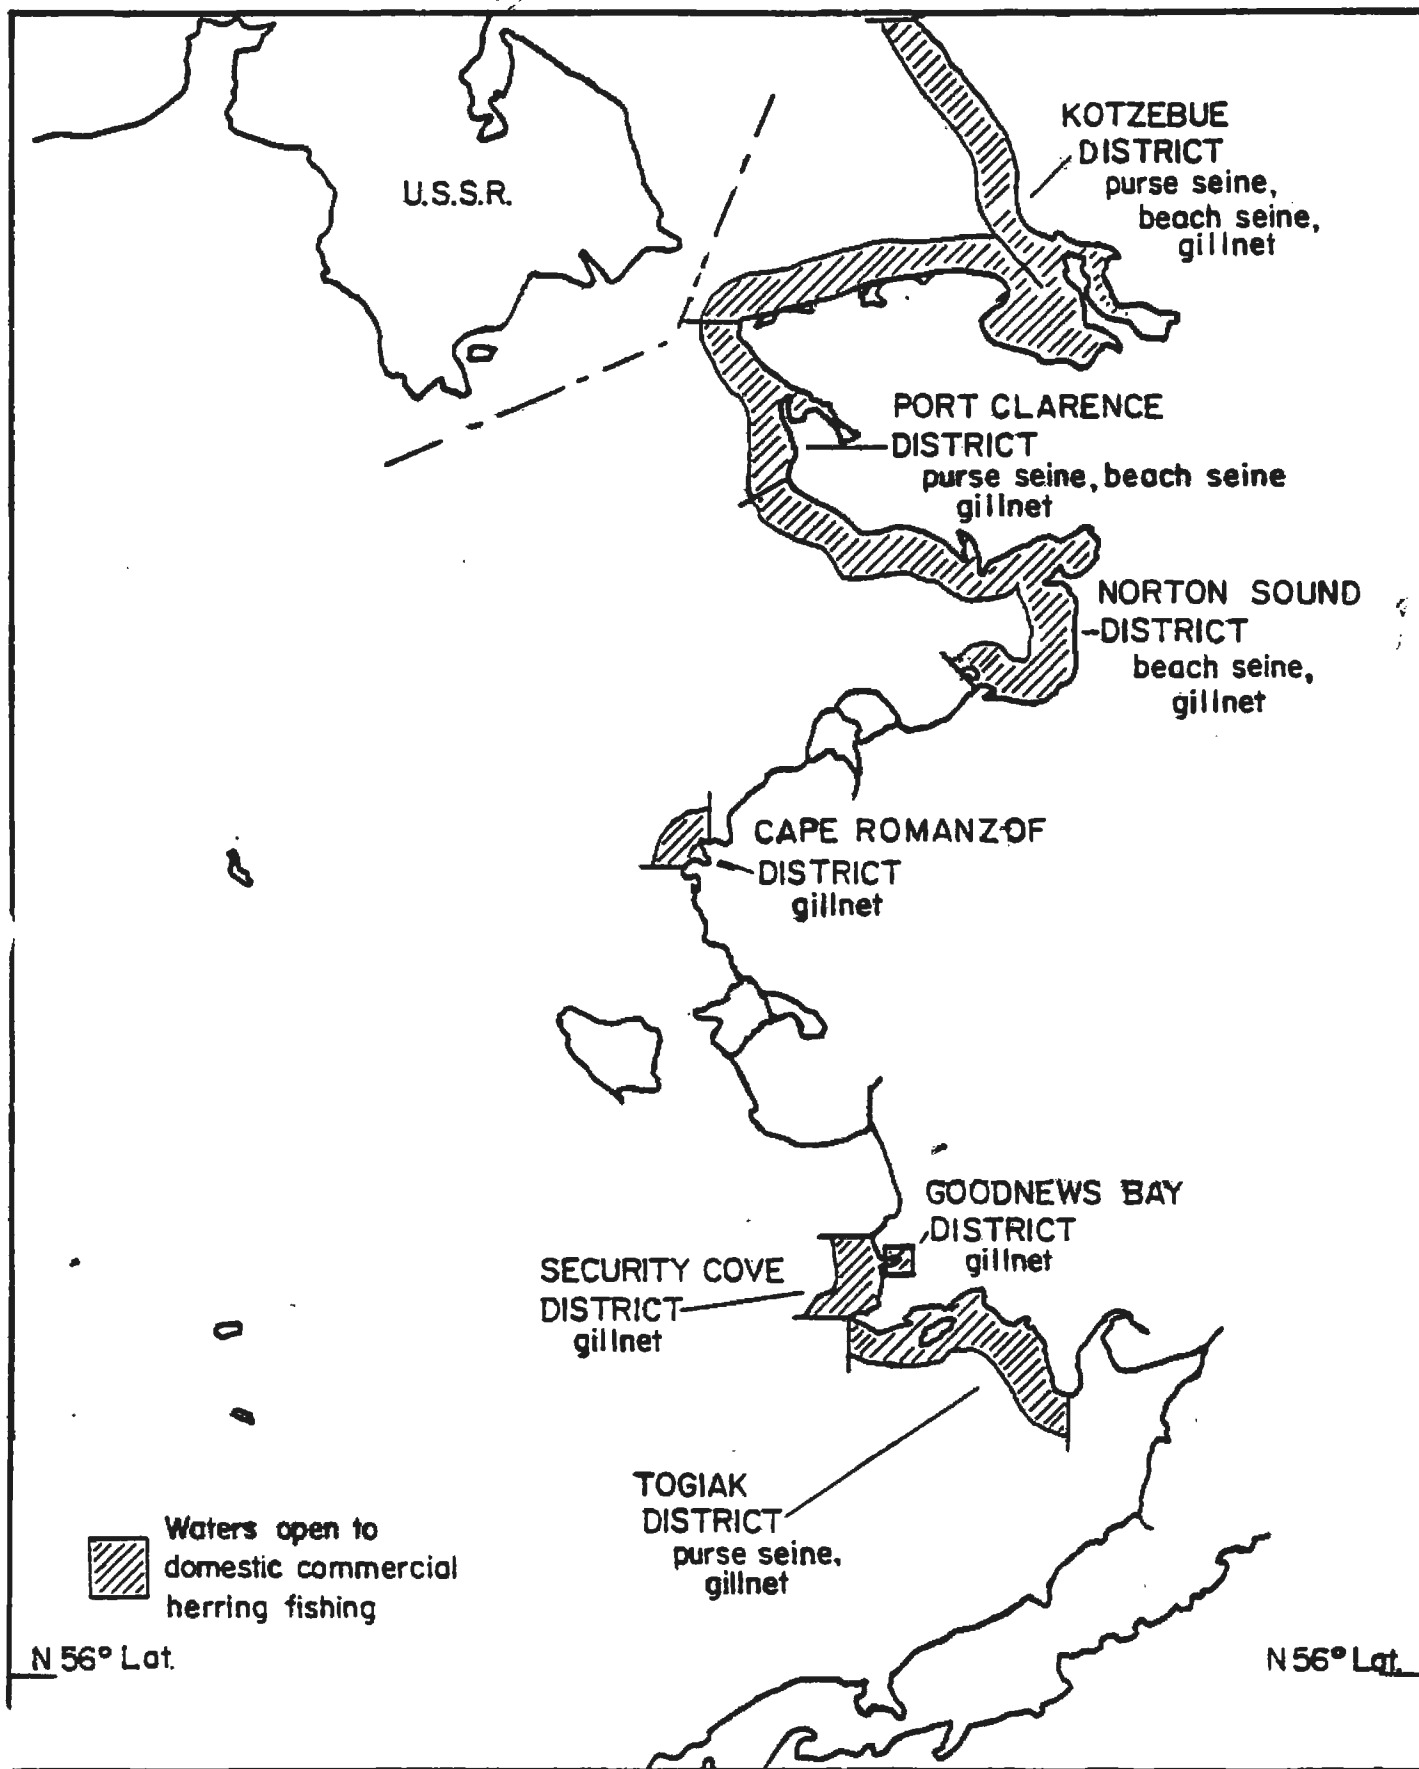 U.S.S.R.
KOTZEBUE
DISTRICT
purse seine,
beach seine,
gillnet
PORT CLARENCE
DISTRICT
purse seine, beach seine
gillnet
NORTON SOUND
DISTRICT
beach seine,
gillnet
CAPE ROMANZOF
DISTRICT
gillnet
GOODNEWS BAY
DISTRICT
gillnet
SECURITY COVE
DISTRICT
gillnet
TOGIAK
DISTRICT
purse seine,
gillnet
Waters open to
domestic commercial
herring fishing
N 56° Lat.
N 56° Lat.